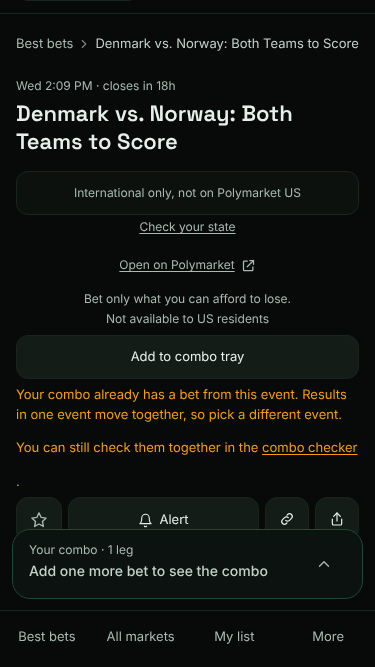 Best bets > Denmark vs. Norway: Both Teams to Score
Wed 2:09 PM · closes in 18h
Denmark vs. Norway: Both
Teams to Score
International only, not on Polymarket US
Check your state
Open on Polymarket
Bet only what you can afford to lose.
Not available to US residents
Add to combo tray
Your combo already has a bet from this event. Results
in one event move together, so pick a different event.
You can still check them together in the combo checker
.
Alert
Your combo · 1 leg
Add one more bet to see the combo
Best bets All markets My list More